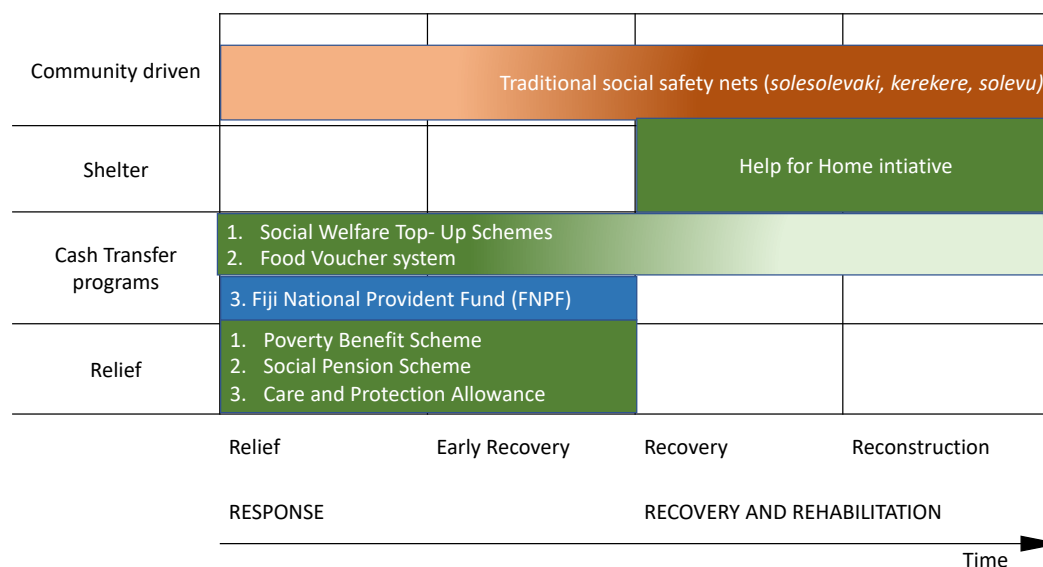 Community driven
Traditional social safety nets (solesolevaki, kerekere, solevu)
Shelter
Help for Home intiative
Cash Transfer
programs
1. Social Welfare Top- Up Schemes
2. Food Voucher system
3. Fiji National Provident Fund (FNPF)
Relief
1. Poverty Benefit Scheme
2. Social Pension Scheme
3. Care and Protection Allowance
Relief
Early Recovery
Recovery
Reconstruction
RESPONSE
RECOVERY AND REHABILITATION
Time